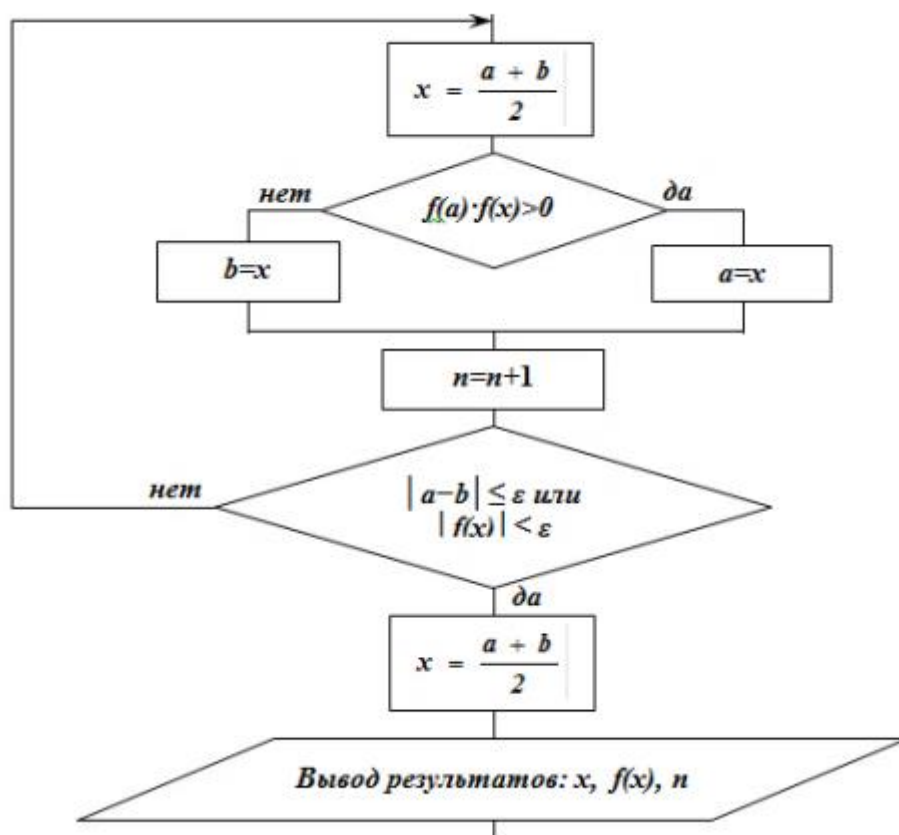 x = a + b
2
нет
да
f(a)·f(x)>0
b=x
a=x
n=n+1
нет
| a−b | ≤ ε или
| f(x) | < ε
да
x = a + b
2
Вывод результатов: x, f(x), n